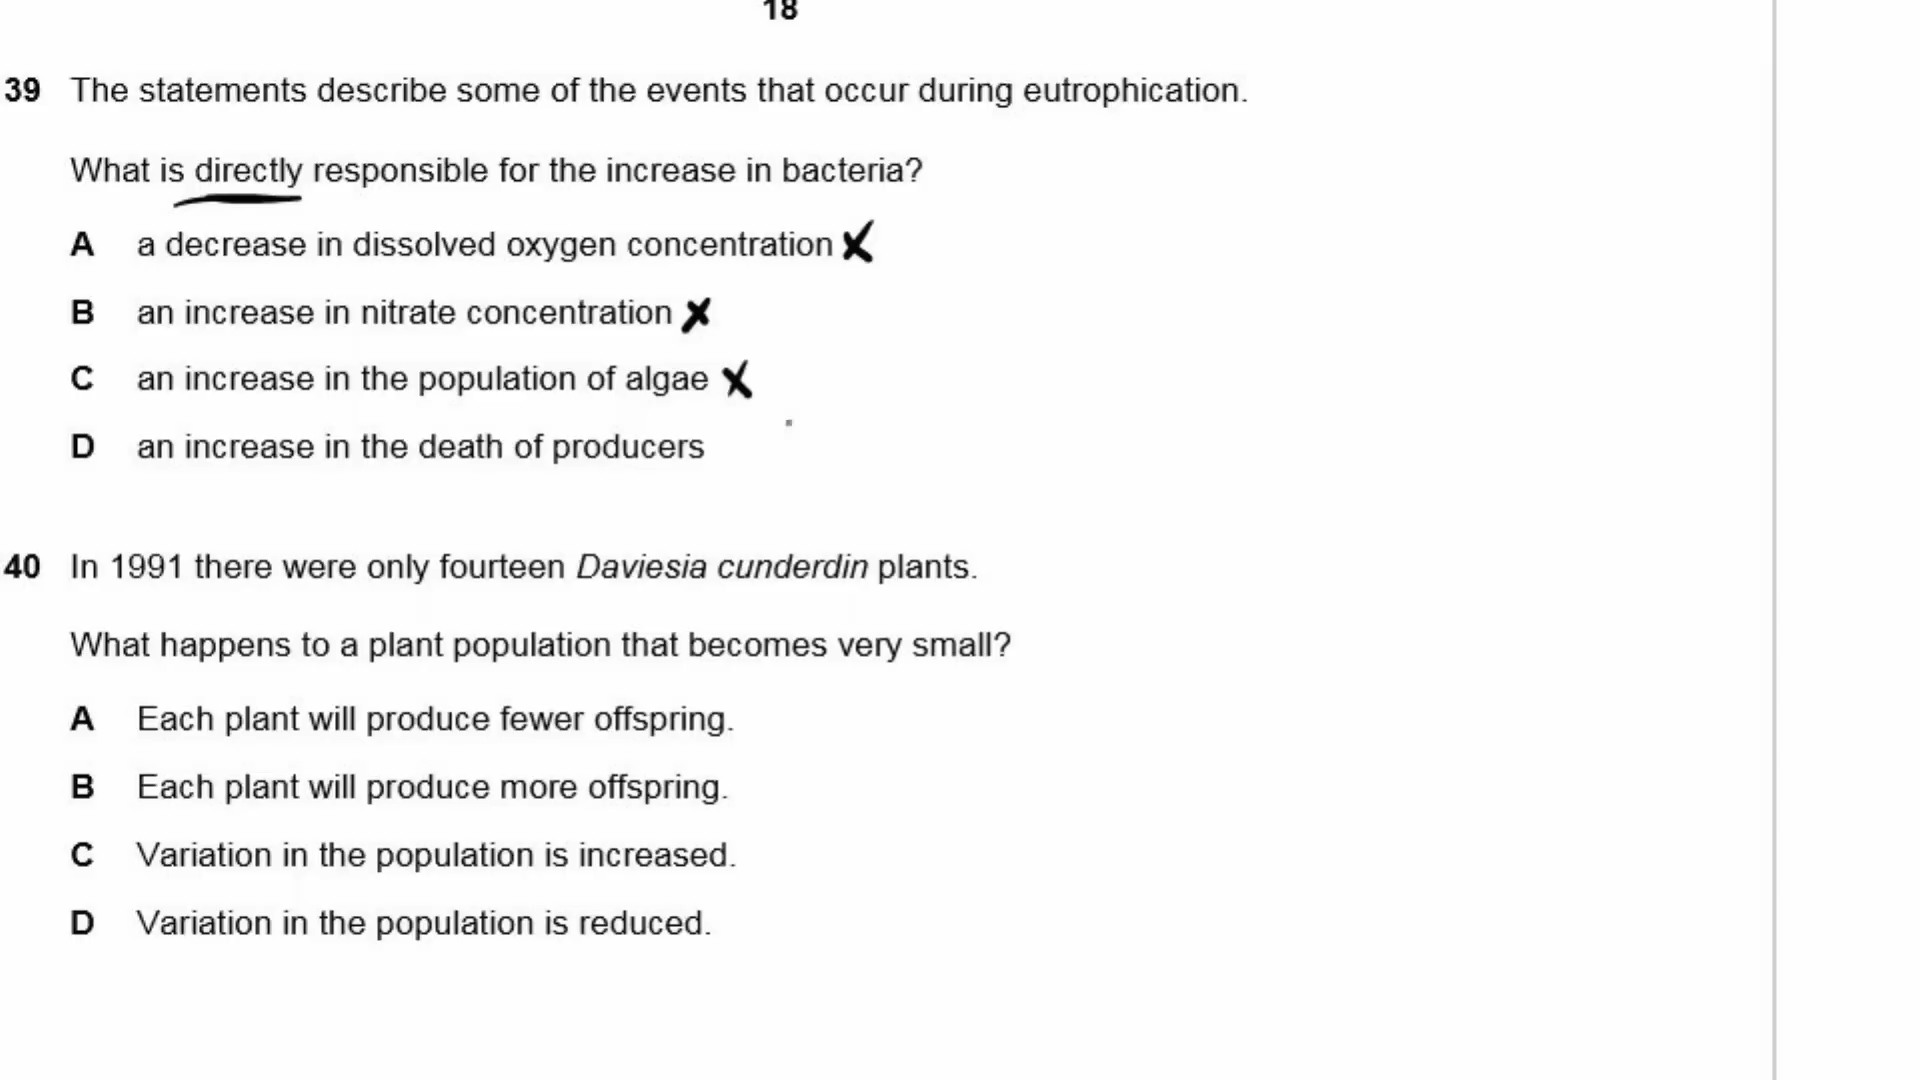 18
39 The statements describe some of the events that occur during eutrophication.
What is directly responsible for the increase in bacteria?
A a decrease in dissolved oxygen concentration
B an increase in nitrate concentration
C an increase in the population of algae
D an increase in the death of producers
40 In 1991 there were only fourteen Daviesia cunderdin plants.
What happens to a plant population that becomes very small?
A Each plant will produce fewer offspring.
B Each plant will produce more offspring.
C Variation in the population is increased.
D Variation in the population is reduced.